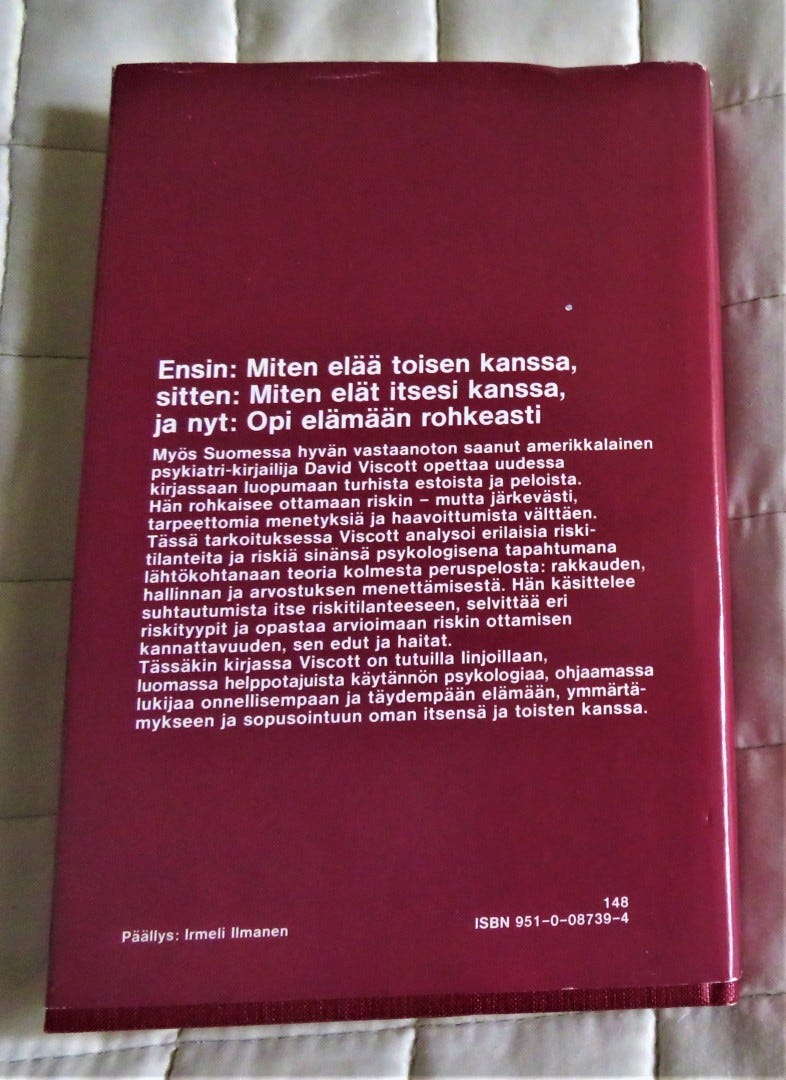 Ensin: Miten elää toisen kanssa,
sitten: Miten elät itsesi kanssa,
ja nyt: Opi elämään rohkeasti
Myös Suomessa hyvän vastaanoton saanut amerikkalainen
psykiatri-kirjailija David Viscott opettaa uudessa
kirjassaan luopumaan turhista estoista ja peloista.
Hän rohkaisee ottamaan riskin – mutta järkevästi,
tarpeettomia menetyksiä ja haavoittumista välttäen.
Tässä tarkoituksessa Viscott analysoi erilaisia riski-
tilanteita ja riskiä sinänsä psykologisena tapahtumana
lähtökohtanaan teoria kolmesta peruspelosta: rakkauden,
hallinnan ja arvostuksen menettämisestä. Hän käsittelee
suhtautumista itse riskitilanteeseen, selvittää eri
riskityypit ja opastaa arvioimaan riskin ottamisen
kannattavuuden, sen edut ja haitat.
Tässäkin kirjassa Viscott on tutuilla linjoillaan,
luomassa helppotajuista käytännön psykologiaa, ohjaamassa
lukijaa onnellisempaan ja täydempään elämään, ymmärtä-
mykseen ja sopusointuun oman itsensä ja toisten kanssa.
148
Päällys: Irmeli Ilmanen
ISBN 951-0-08739-4